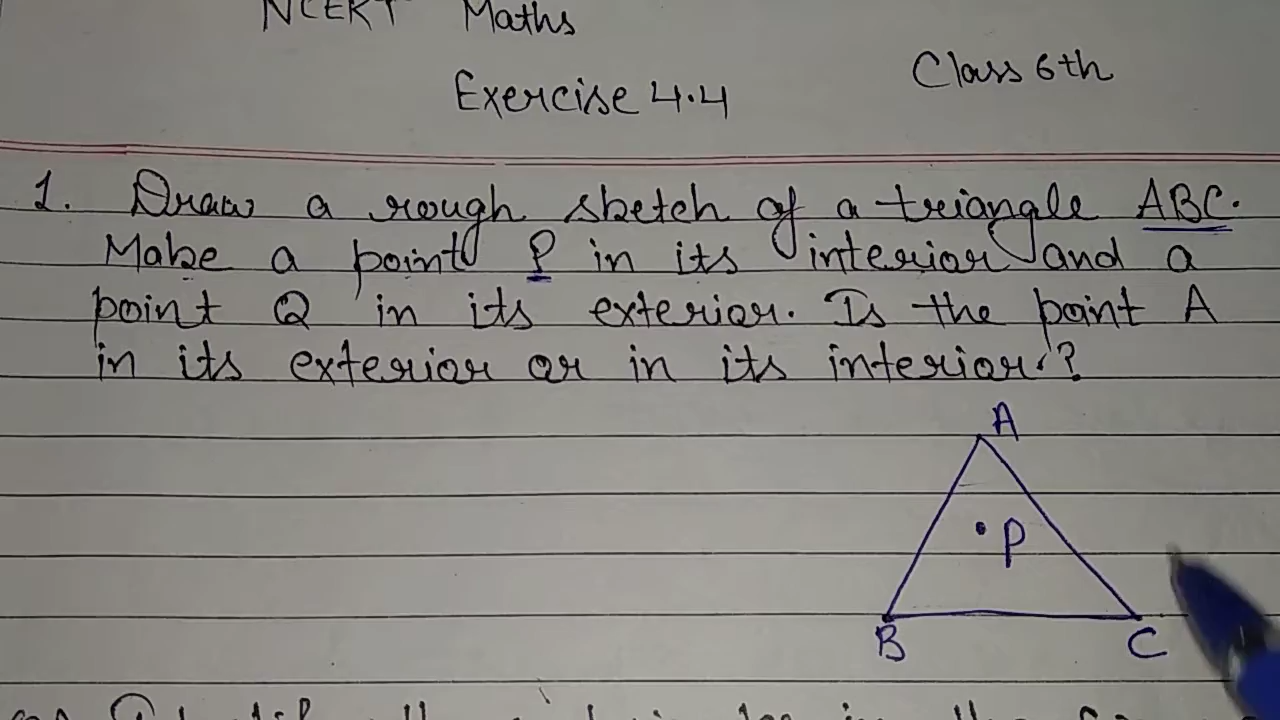 NCERT Maths
Class 6th
Exercise 4.4
1. Draw a rough sketch of a triangle ABC.
Make a point P in its interior and a
point Q in its exterior. Is the point A
in its exterior or in its interior?
A
P
B
C